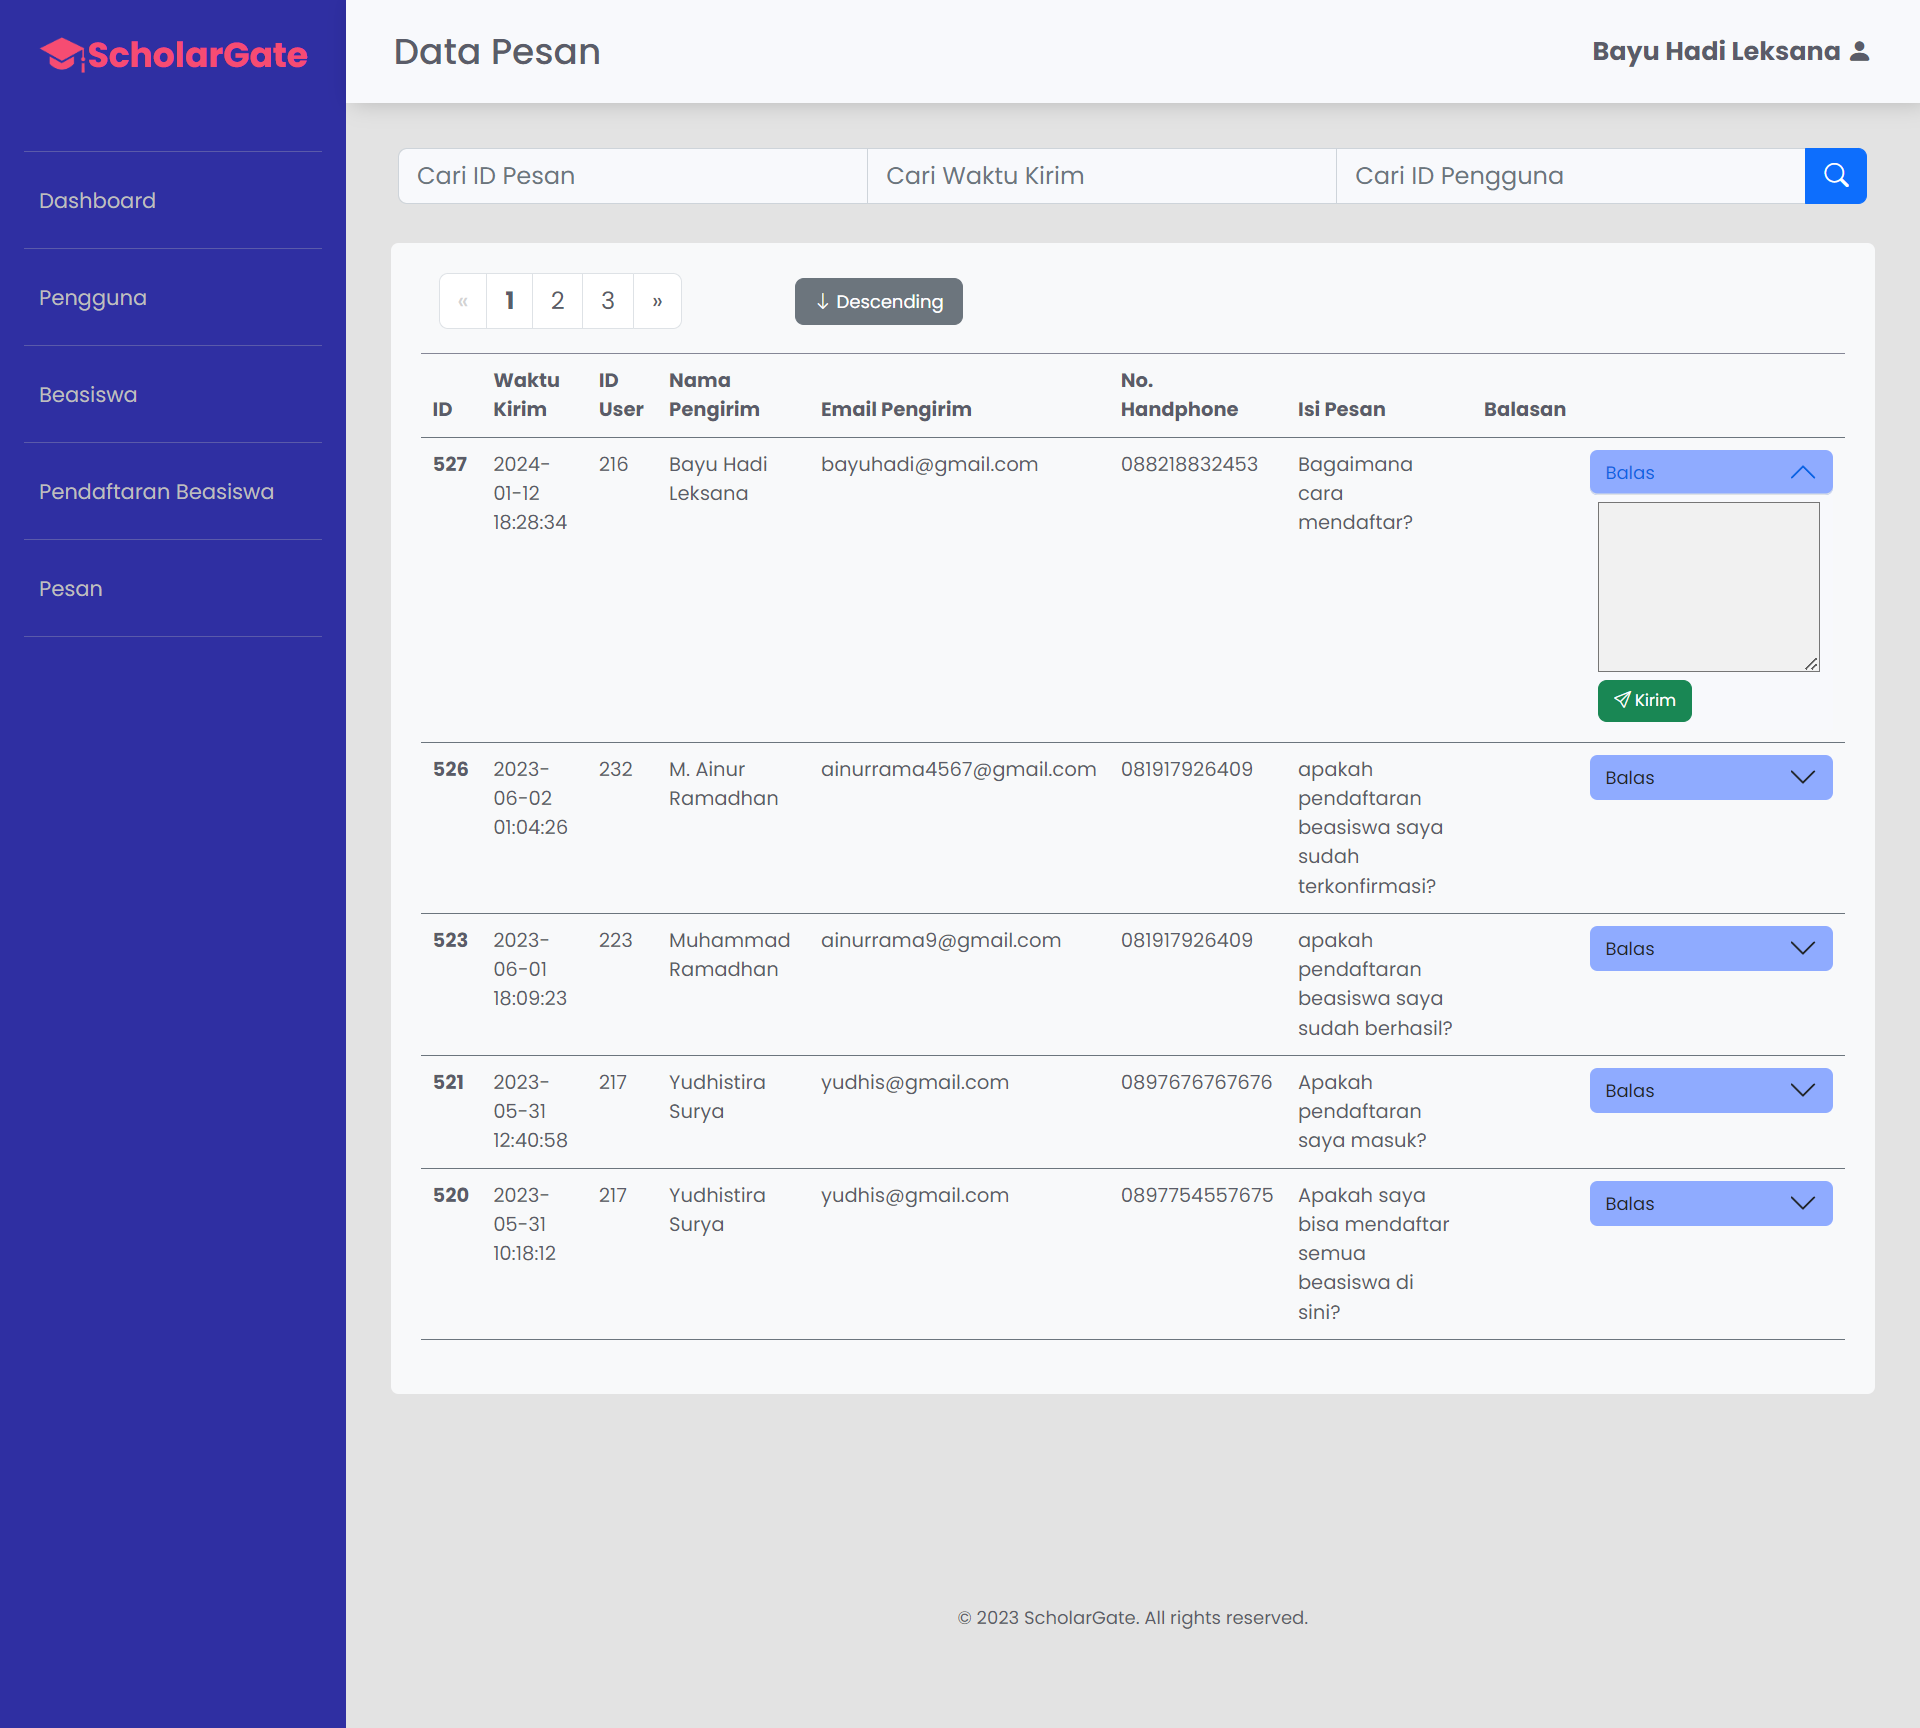 ScholarGate
Dashboard
Pengguna
Beasiswa
Pendaftaran Beasiswa
Pesan
Data Pesan
Bayu Hadi Leksana
Cari ID Pesan
Cari Waktu Kirim
Cari ID Pengguna
« 1 2 3 »
↓ Descending
ID
Waktu
Kirim
ID
User
Nama
Pengirim
Email Pengirim
No.
Handphone
Isi Pesan
Balasan
527
2024-
01-12
18:28:34
216
Bayu Hadi
Leksana
bayuhadi@gmail.com
088218832453
Bagaimana
cara
mendaftar?
Balas
Kirim
526
2023-
06-02
01:04:26
232
M. Ainur
Ramadhan
ainurrama4567@gmail.com
081917926409
apakah
pendaftaran
beasiswa saya
sudah
terkonfirmasi?
Balas
523
2023-
06-01
18:09:23
223
Muhammad
Ramadhan
ainurrama9@gmail.com
081917926409
apakah
pendaftaran
beasiswa saya
sudah berhasil?
Balas
521
2023-
05-31
12:40:58
217
Yudhistira
Surya
yudhis@gmail.com
0897676767676
Apakah
pendaftaran
saya masuk?
Balas
520
2023-
05-31
10:18:12
217
Yudhistira
Surya
yudhis@gmail.com
0897754557675
Apakah saya
bisa mendaftar
semua
beasiswa di
sini?
Balas
© 2023 ScholarGate. All rights reserved.